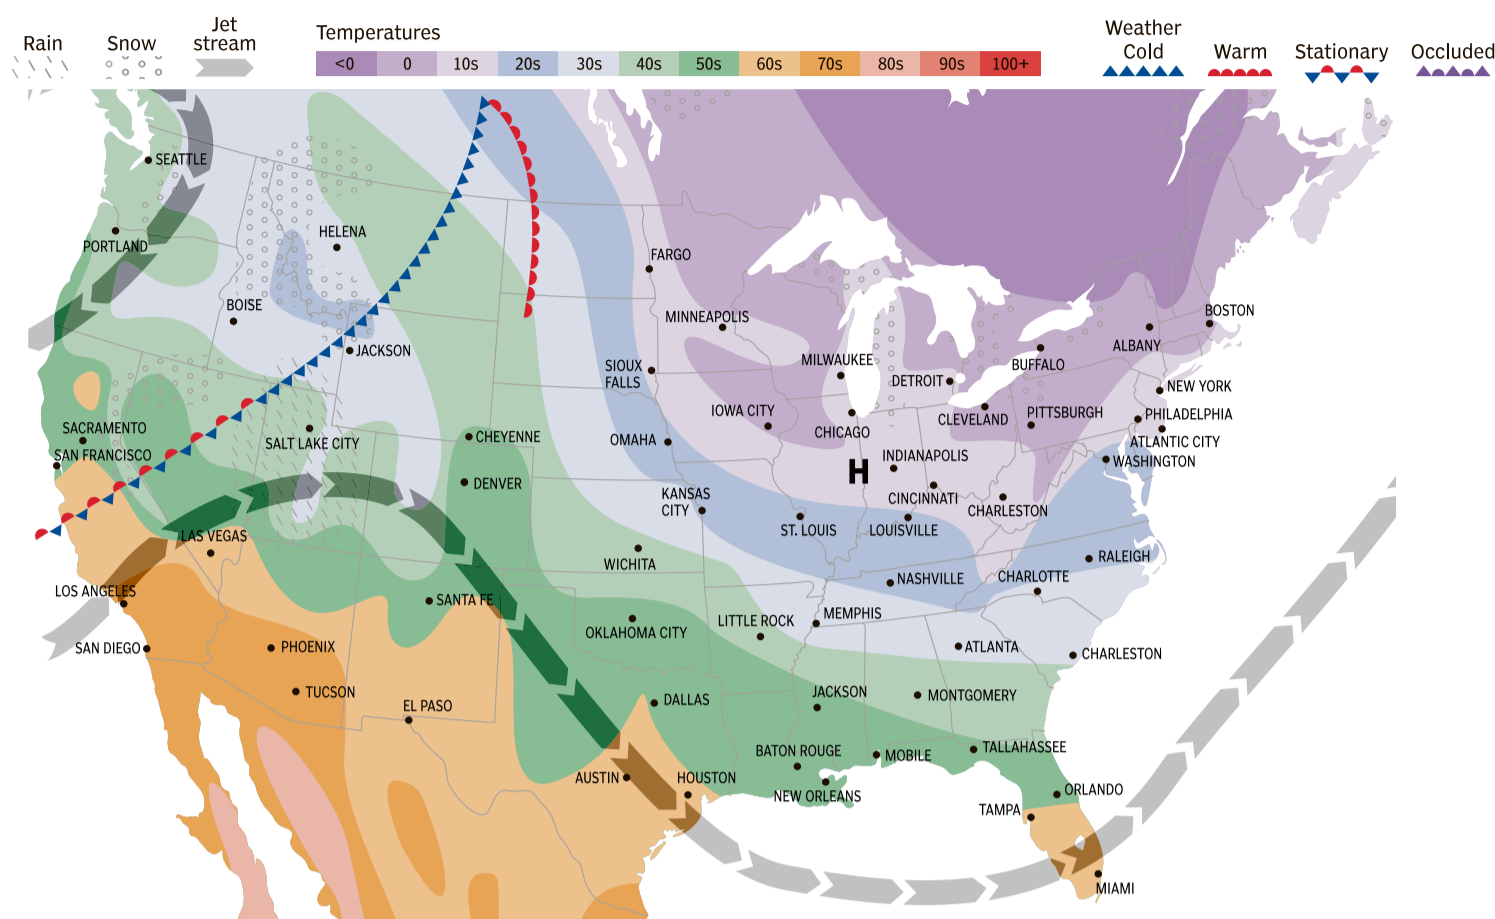 Rain
Snow
Jet
stream
Temperatures
<0
0
10s
20s
30s
40s
50s
60s
70s
80s
90s
100+
Weather
Cold
Warm
Stationary
Occluded
SEATTLE
PORTLAND
HELENA
FARGO
BOISE
BOSTON
MINNEAPOLIS
ALBANY
JACKSON
MILWAUKEE
BUFFALO
SIOUX
FALLS
DETROIT
NEW YORK
IOWA CITY
CLEVELAND
PITTSBURGH
PHILADELPHIA
SACRAMENTO
SALT LAKE CITY
CHEYENNE
OMAHA
CHICAGO
ATLANTIC CITY
SAN FRANCISCO
INDIANAPOLIS
WASHINGTON
H
DENVER
KANSAS
CITY
CINCINNATI
CHARLESTON
ST. LOUIS
LOUISVILLE
LAS VEGAS
WICHITA
RALEIGH
LOS ANGELES
NASHVILLE
CHARLOTTE
SANTA FE
OKLAHOMA CITY
LITTLE ROCK
MEMPHIS
SAN DIEGO
PHOENIX
ATLANTA
CHARLESTON
TUCSON
EL PASO
DALLAS
JACKSON
MONTGOMERY
BATON ROUGE
MOBILE
TALLAHASSEE
AUSTIN
HOUSTON
NEW ORLEANS
ORLANDO
TAMPA
MIAMI